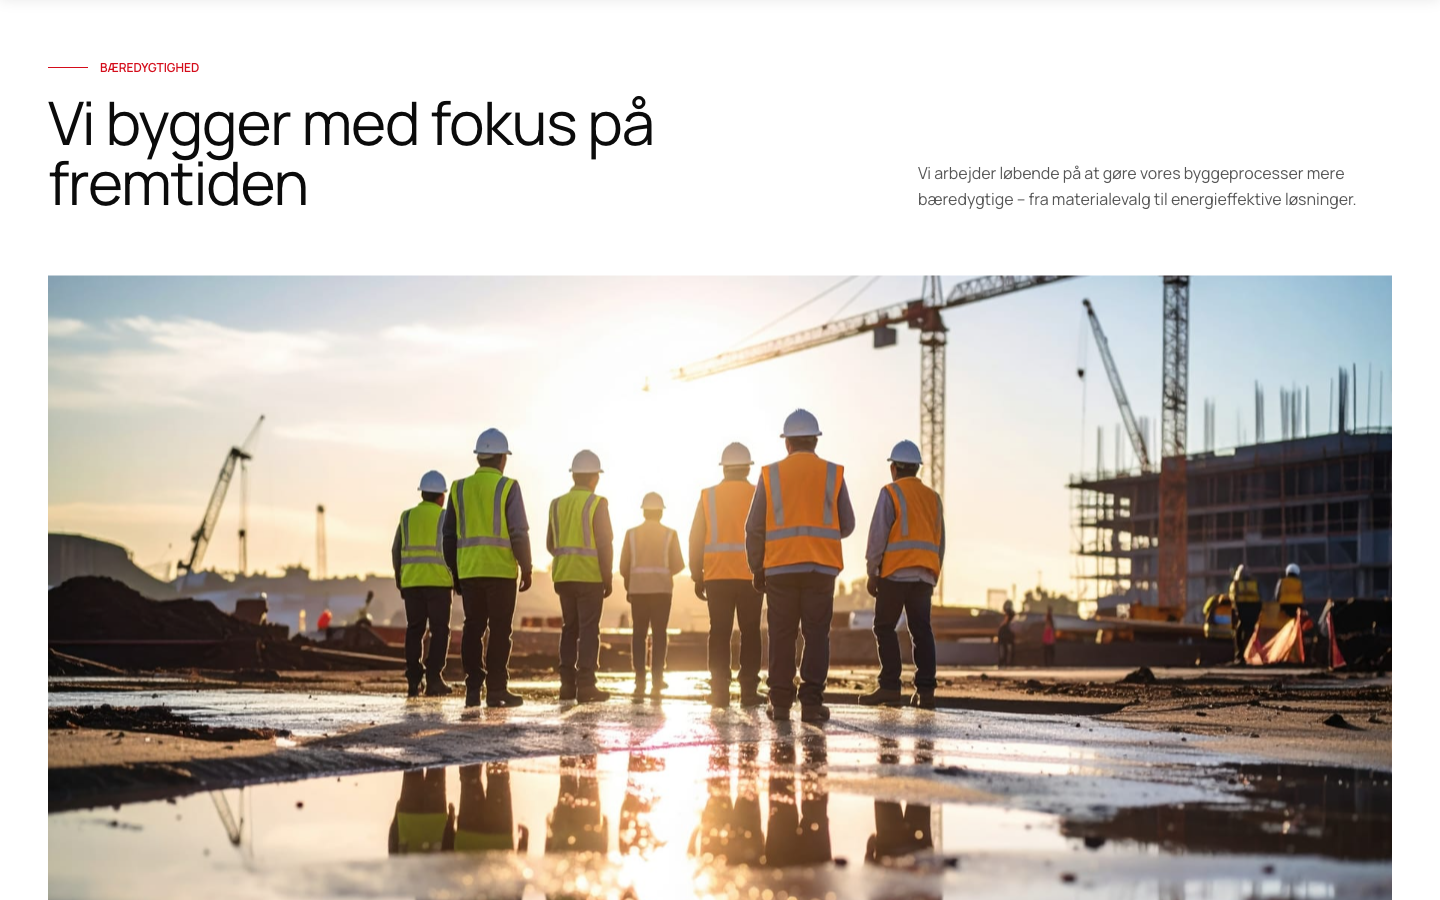 BÆREDYGTIGHED
Vi bygger med fokus på
fremtiden
Vi arbejder løbende på at gøre vores byggeprocesser mere
bæredygtige – fra materialevalg til energieffektive løsninger.